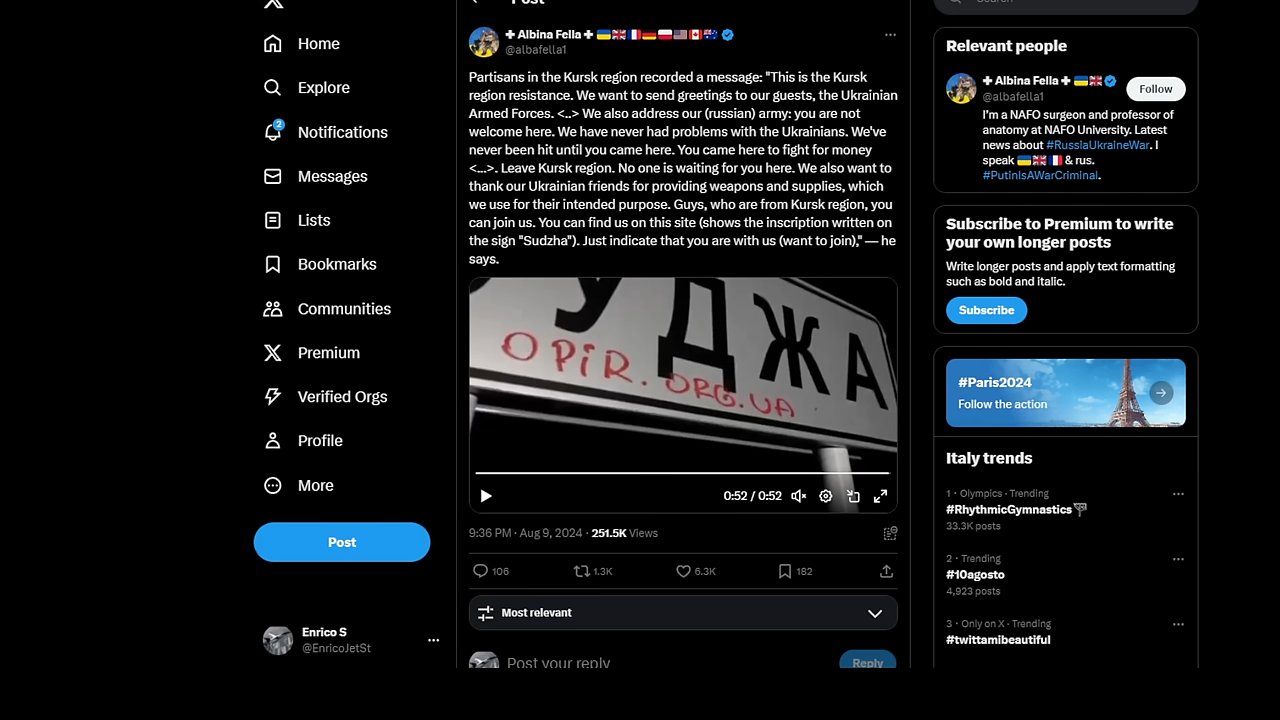 Post
Search
Home
Explore
2
Notifications
Messages
Lists
Bookmarks
Communities
Premium
Verified Orgs
Profile
More
Post
Enrico S
@EnricoJetSt
Albina Fella
@albafella1
Partisans in the Kursk region recorded a message: "This is the Kursk
region resistance. We want to send greetings to our guests, the Ukrainian
Armed Forces. <..> We also address our (russian) army: you are not
welcome here. We have never had problems with the Ukrainians. We've
never been hit until you came here. You came here to fight for money
<...>. Leave Kursk region. No one is waiting for you here. We also want to
thank our Ukrainian friends for providing weapons and supplies, which
we use for their intended purpose. Guys, who are from Kursk region, you
can join us. You can find us on this site (shows the inscription written on
the sign "Sudzha"). Just indicate that you are with us (want to join)," — he
says.
УДЖА
OPiR.ORG.UA
0:52 / 0:52
9:36 PM · Aug 9, 2024 · 251.5K Views
106
1.3K
6.3K
182
Most relevant
Post your reply
Reply
Relevant people
Albina Fella
@albafella1
Follow
I'm a NAFO surgeon and professor of
anatomy at NAFO University. Latest
news about #RussiaUkraineWar. I
speak & rus.
#PutinIsAWarCriminal.
Subscribe to Premium to write
your own longer posts
Write longer posts and apply text formatting
such as bold and italic.
Subscribe
#Paris2024
Follow the action
Italy trends
1 · Olympics · Trending
#RhythmicGymnastics
33.3K posts
2 · Trending
#10agosto
4,923 posts
3 · Only on X · Trending
#twittamibeautiful